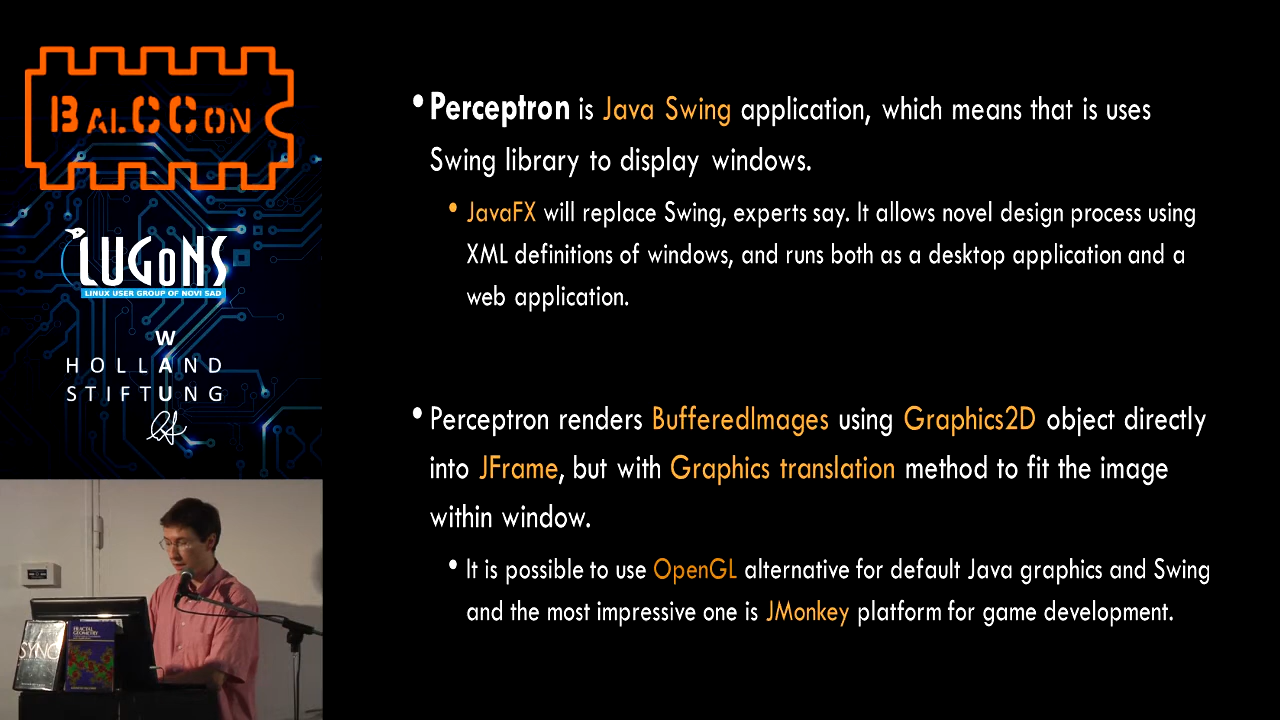 BALCCON
LUGONS
LINUX USER GROUP OF NOVI SAD
W
HOLLAND
A
STIFTUNG
U
SYNC
FRACTAL
GEOMETRY
• Perceptron is Java Swing application, which means that is uses
Swing library to display windows.
• JavaFX will replace Swing, experts say. It allows novel design process using
XML definitions of windows, and runs both as a desktop application and a
web application.
• Perceptron renders BufferedImages using Graphics2D object directly
into JFrame, but with Graphics translation method to fit the image
within window.
• It is possible to use OpenGL alternative for default Java graphics and Swing
and the most impressive one is JMonkey platform for game development.